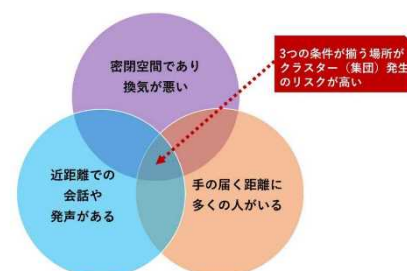 密閉空間であり
換気が悪い
3つの条件が揃う場所が
クラスター（集団）発生
のリスクが高い
近距離での
会話や
発声がある
手の届く距離に
多くの人がいる